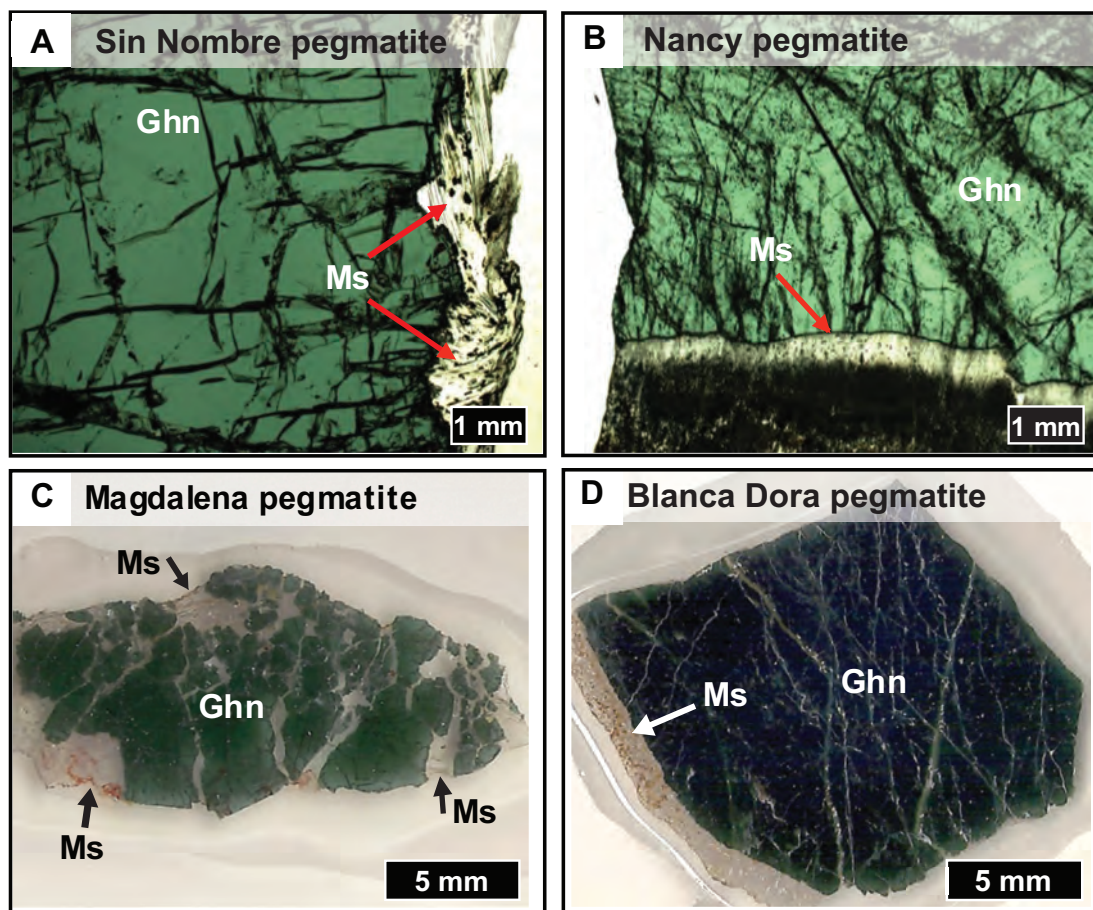 A Sin Nombre pegmatite
Ghn
Ms
1 mm
B Nancy pegmatite
Ghn
Ms
1 mm
C Magdalena pegmatite
Ms
Ghn
Ms
Ms
5 mm
D Blanca Dora pegmatite
Ghn
Ms
5 mm